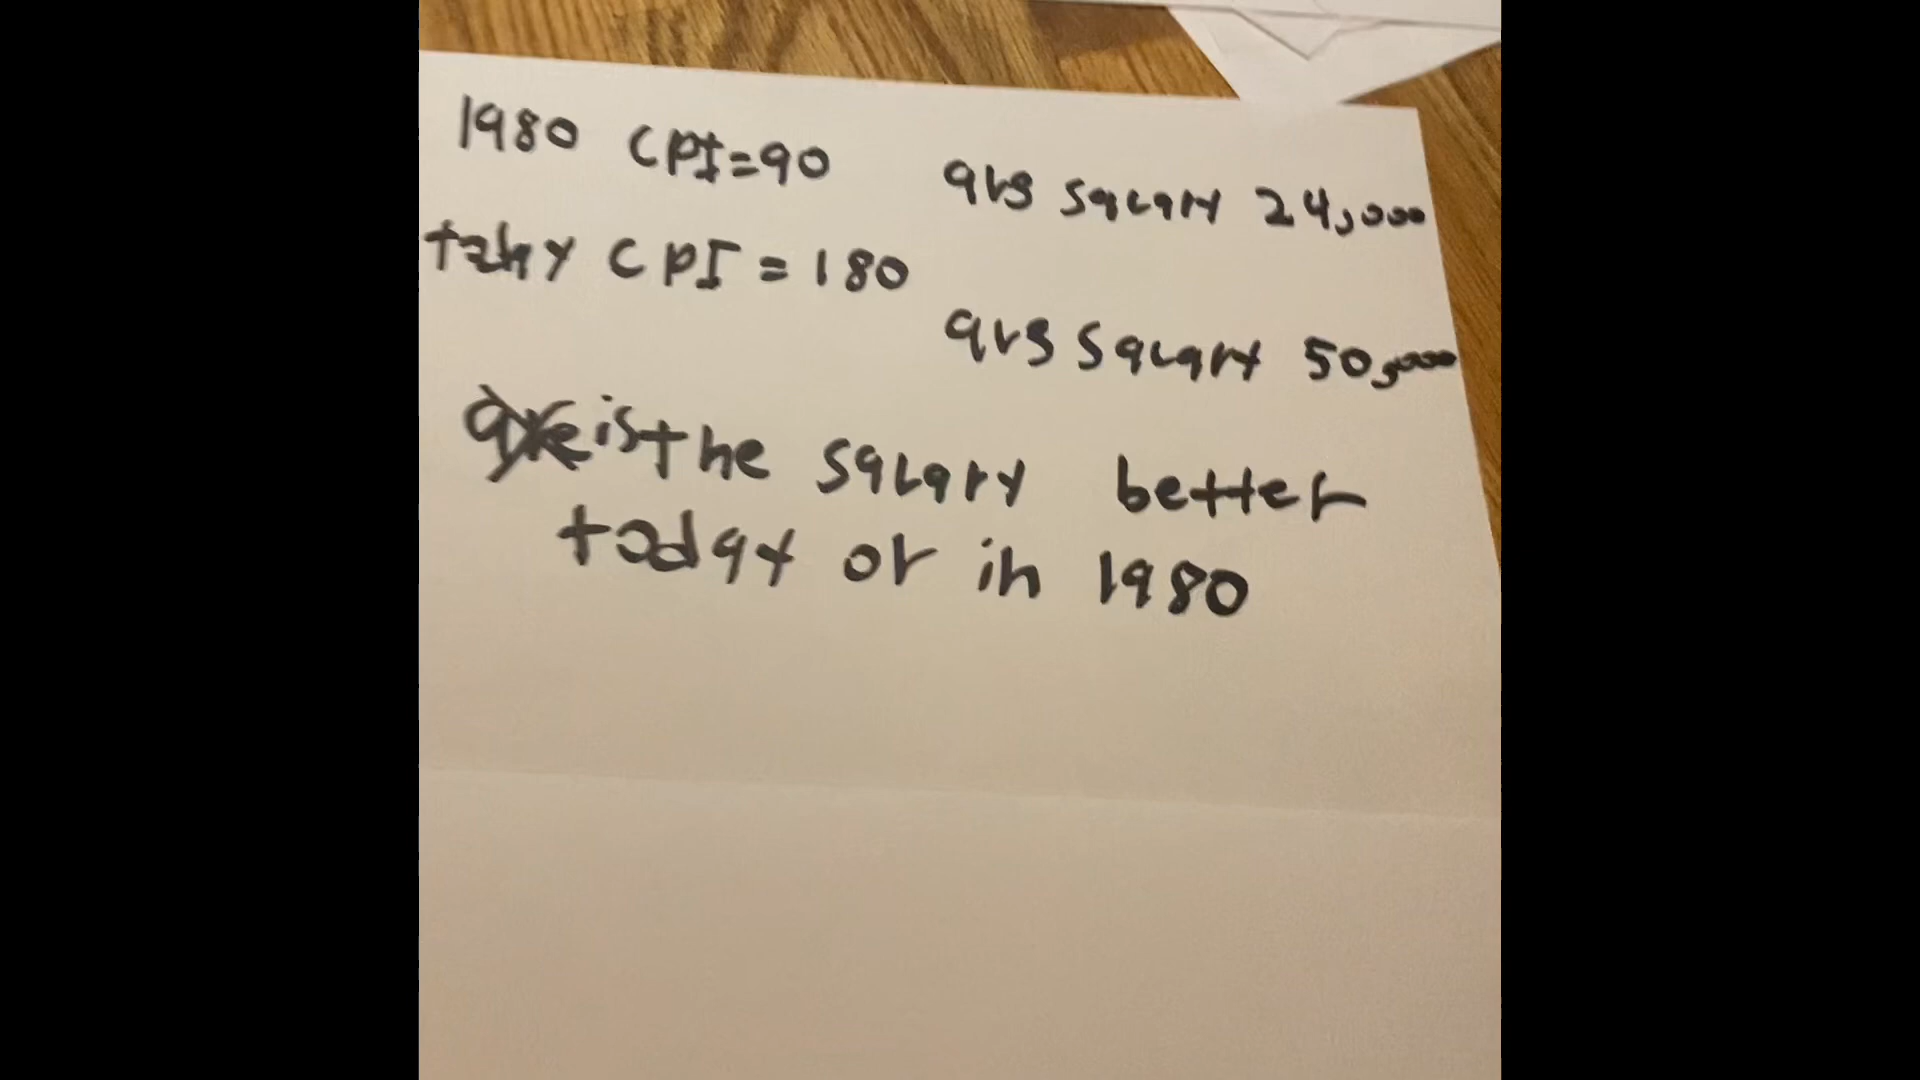 1980 CPI=90 avg salary 24,000
today CPI = 180
avg salary 50,000
is the salary better
today or in 1980